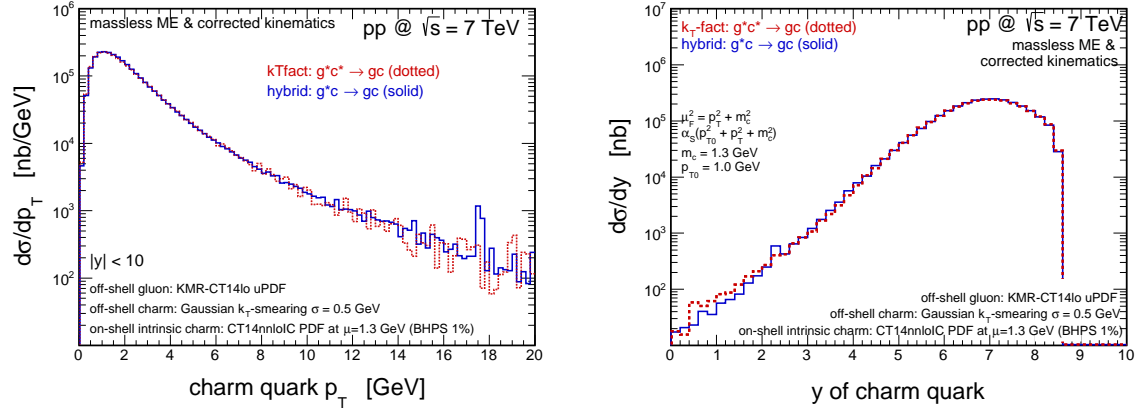 massless ME & corrected kinematics
pp @ √s = 7 TeV
kTfact: g*c* → gc (dotted)
hybrid: g*c → gc (solid)
|y| < 10
off-shell gluon: KMR-CT14lo uPDF
off-shell charm: Gaussian k_T-smearing σ = 0.5 GeV
on-shell intrinsic charm: CT14nnloIC PDF at μ=1.3 GeV (BHPS 1%)
dσ/dp_T [nb/GeV]
10^5
10^4
10^3
10^2
0 2 4 6 8 10 12 14 16 18 20
charm quark p_T [GeV]
k_T-fact: g*c* → gc (dotted)
hybrid: g*c → gc (solid)
pp @ √s = 7 TeV
massless ME &
corrected kinematics
μ_F^2 = p_T^2 + m_c^2
α_S(p_T0^2 + p_T^2 + m_c^2)
m_c = 1.3 GeV
p_T0 = 1.0 GeV
off-shell gluon: KMR-CT14lo uPDF
off-shell charm: Gaussian k_T-smearing σ = 0.5 GeV
on-shell intrinsic charm: CT14nnloIC PDF at μ=1.3 GeV (BHPS 1%)
dσ/dy [nb]
10^7
10^6
10^5
10^4
10^3
10^2
10
0 1 2 3 4 5 6 7 8 9 10
y of charm quark